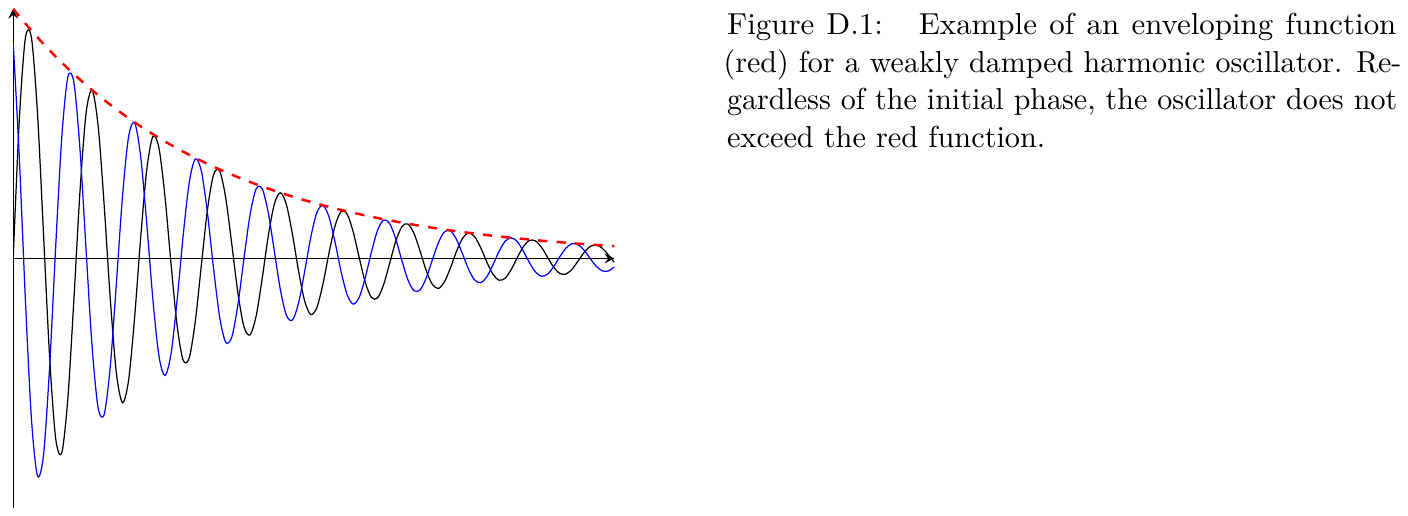 Figure D.1: Example of an enveloping function
(red) for a weakly damped harmonic oscillator. Re-
gardless of the initial phase, the oscillator does not
exceed the red function.